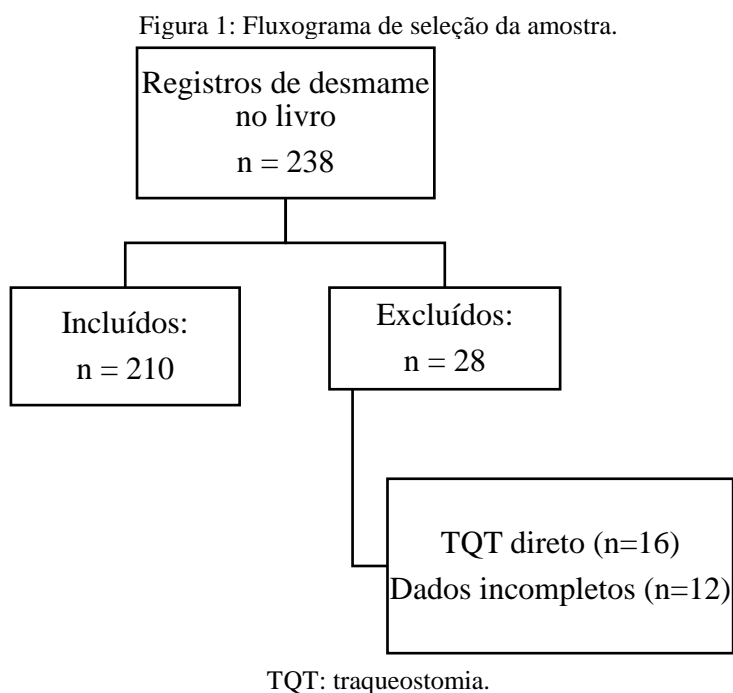 Figura 1: Fluxograma de seleção da amostra.
Registros de desmame
no livro
n = 238
Incluídos:
n = 210
Excluídos:
n = 28
TQT direto (n=16)
Dados incompletos (n=12)
TQT: traqueostomia.